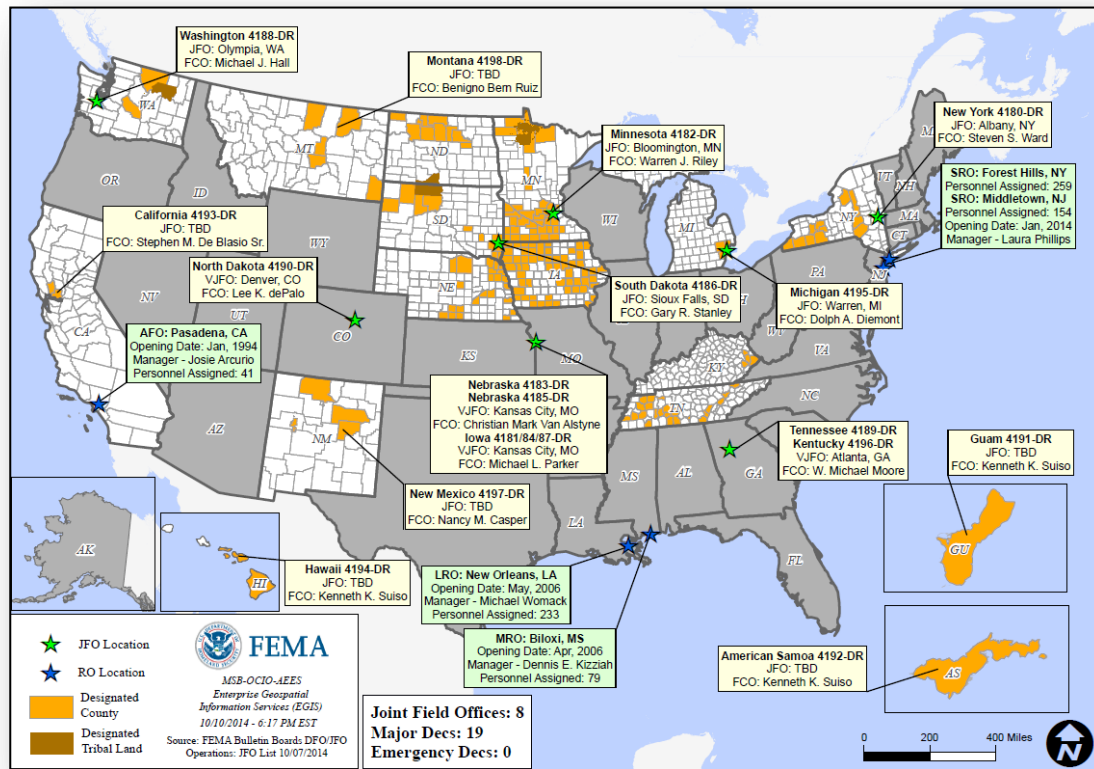 Washington 4188-DR
JFO: Olympia, WA
FCO: Michael J. Hall
Montana 4198-DR
JFO: TBD
FCO: Benigno Bern Ruiz
Minnesota 4182-DR
JFO: Bloomington, MN
FCO: Warren J. Riley
New York 4180-DR
JFO: Albany, NY
FCO: Steven S. Ward
SRO: Forest Hills, NY
Personnel Assigned: 259
SRO: Middletown, NJ
Personnel Assigned: 154
Opening Date: Jan, 2014
Manager - Laura Phillips
California 4193-DR
JFO: TBD
FCO: Stephen M. De Blasio Sr.
North Dakota 4190-DR
VJFO: Denver, CO
FCO: Lee K. dePalo
South Dakota 4186-DR
JFO: Sioux Falls, SD
FCO: Gary R. Stanley
Michigan 4195-DR
JFO: Warren, MI
FCO: Dolph A. Diemont
AFO: Pasadena, CA
Opening Date: Jan, 1994
Manager - Josie Arcurio
Personnel Assigned: 41
Nebraska 4183-DR
Nebraska 4185-DR
VJFO: Kansas City, MO
FCO: Christian Mark Van Alstyne
Iowa 4181/84/87-DR
VJFO: Kansas City, MO
FCO: Michael L. Parker
Tennessee 4189-DR
Kentucky 4196-DR
VJFO: Atlanta, GA
FCO: W. Michael Moore
Guam 4191-DR
JFO: TBD
FCO: Kenneth K. Suiso
New Mexico 4197-DR
JFO: TBD
FCO: Nancy M. Casper
Hawaii 4194-DR
JFO: TBD
FCO: Kenneth K. Suiso
LRO: New Orleans, LA
Opening Date: May, 2006
Manager - Michael Womack
Personnel Assigned: 233
MRO: Biloxi, MS
Opening Date: Apr, 2006
Manager - Dennis E. Kizziah
Personnel Assigned: 79
American Samoa 4192-DR
JFO: TBD
FCO: Kenneth K. Suiso
WA
MT
ND
MN
OR
ID
SD
WI
MI
NY
VT
NH
MA
CT
NJ
PA
WY
NE
IA
NV
UT
CO
CA
KS
MO
KY
VA
TN
NC
AZ
NM
MS
AL
GA
LA
FL
AK
HI
GU
AS
JFO Location
RO Location
Designated
County
Designated
Tribal Land
FEMA
MSB-OCIO-AEES
Enterprise Geospatial
Information Services (EGIS)
10/10/2014 - 6:17 PM EST
Source: FEMA Bulletin Boards DFO/JFO
Operations: JFO List 10/07/2014
Joint Field Offices: 8
Major Decs: 19
Emergency Decs: 0
0 200 400 Miles
N